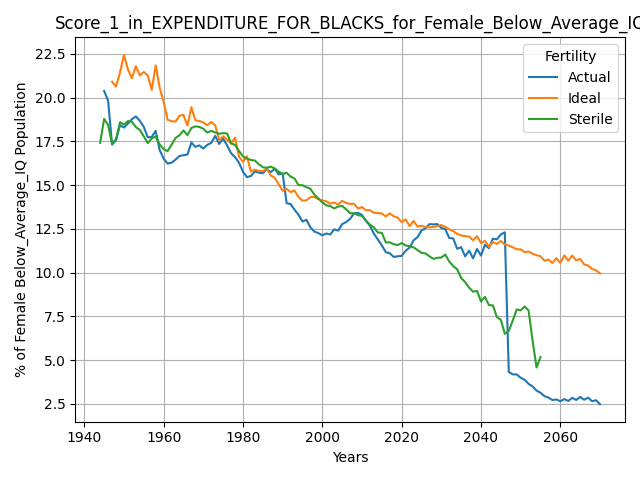 Score_1_in_EXPENDITURE_FOR_BLACKS_for_Female_Below_Average_IQ
% of Female Below_Average_IQ Population
22.5
20.0
17.5
15.0
12.5
10.0
7.5
5.0
2.5
Fertility
Actual
Ideal
Sterile
1940 1960 1980 2000 2020 2040 2060
Years